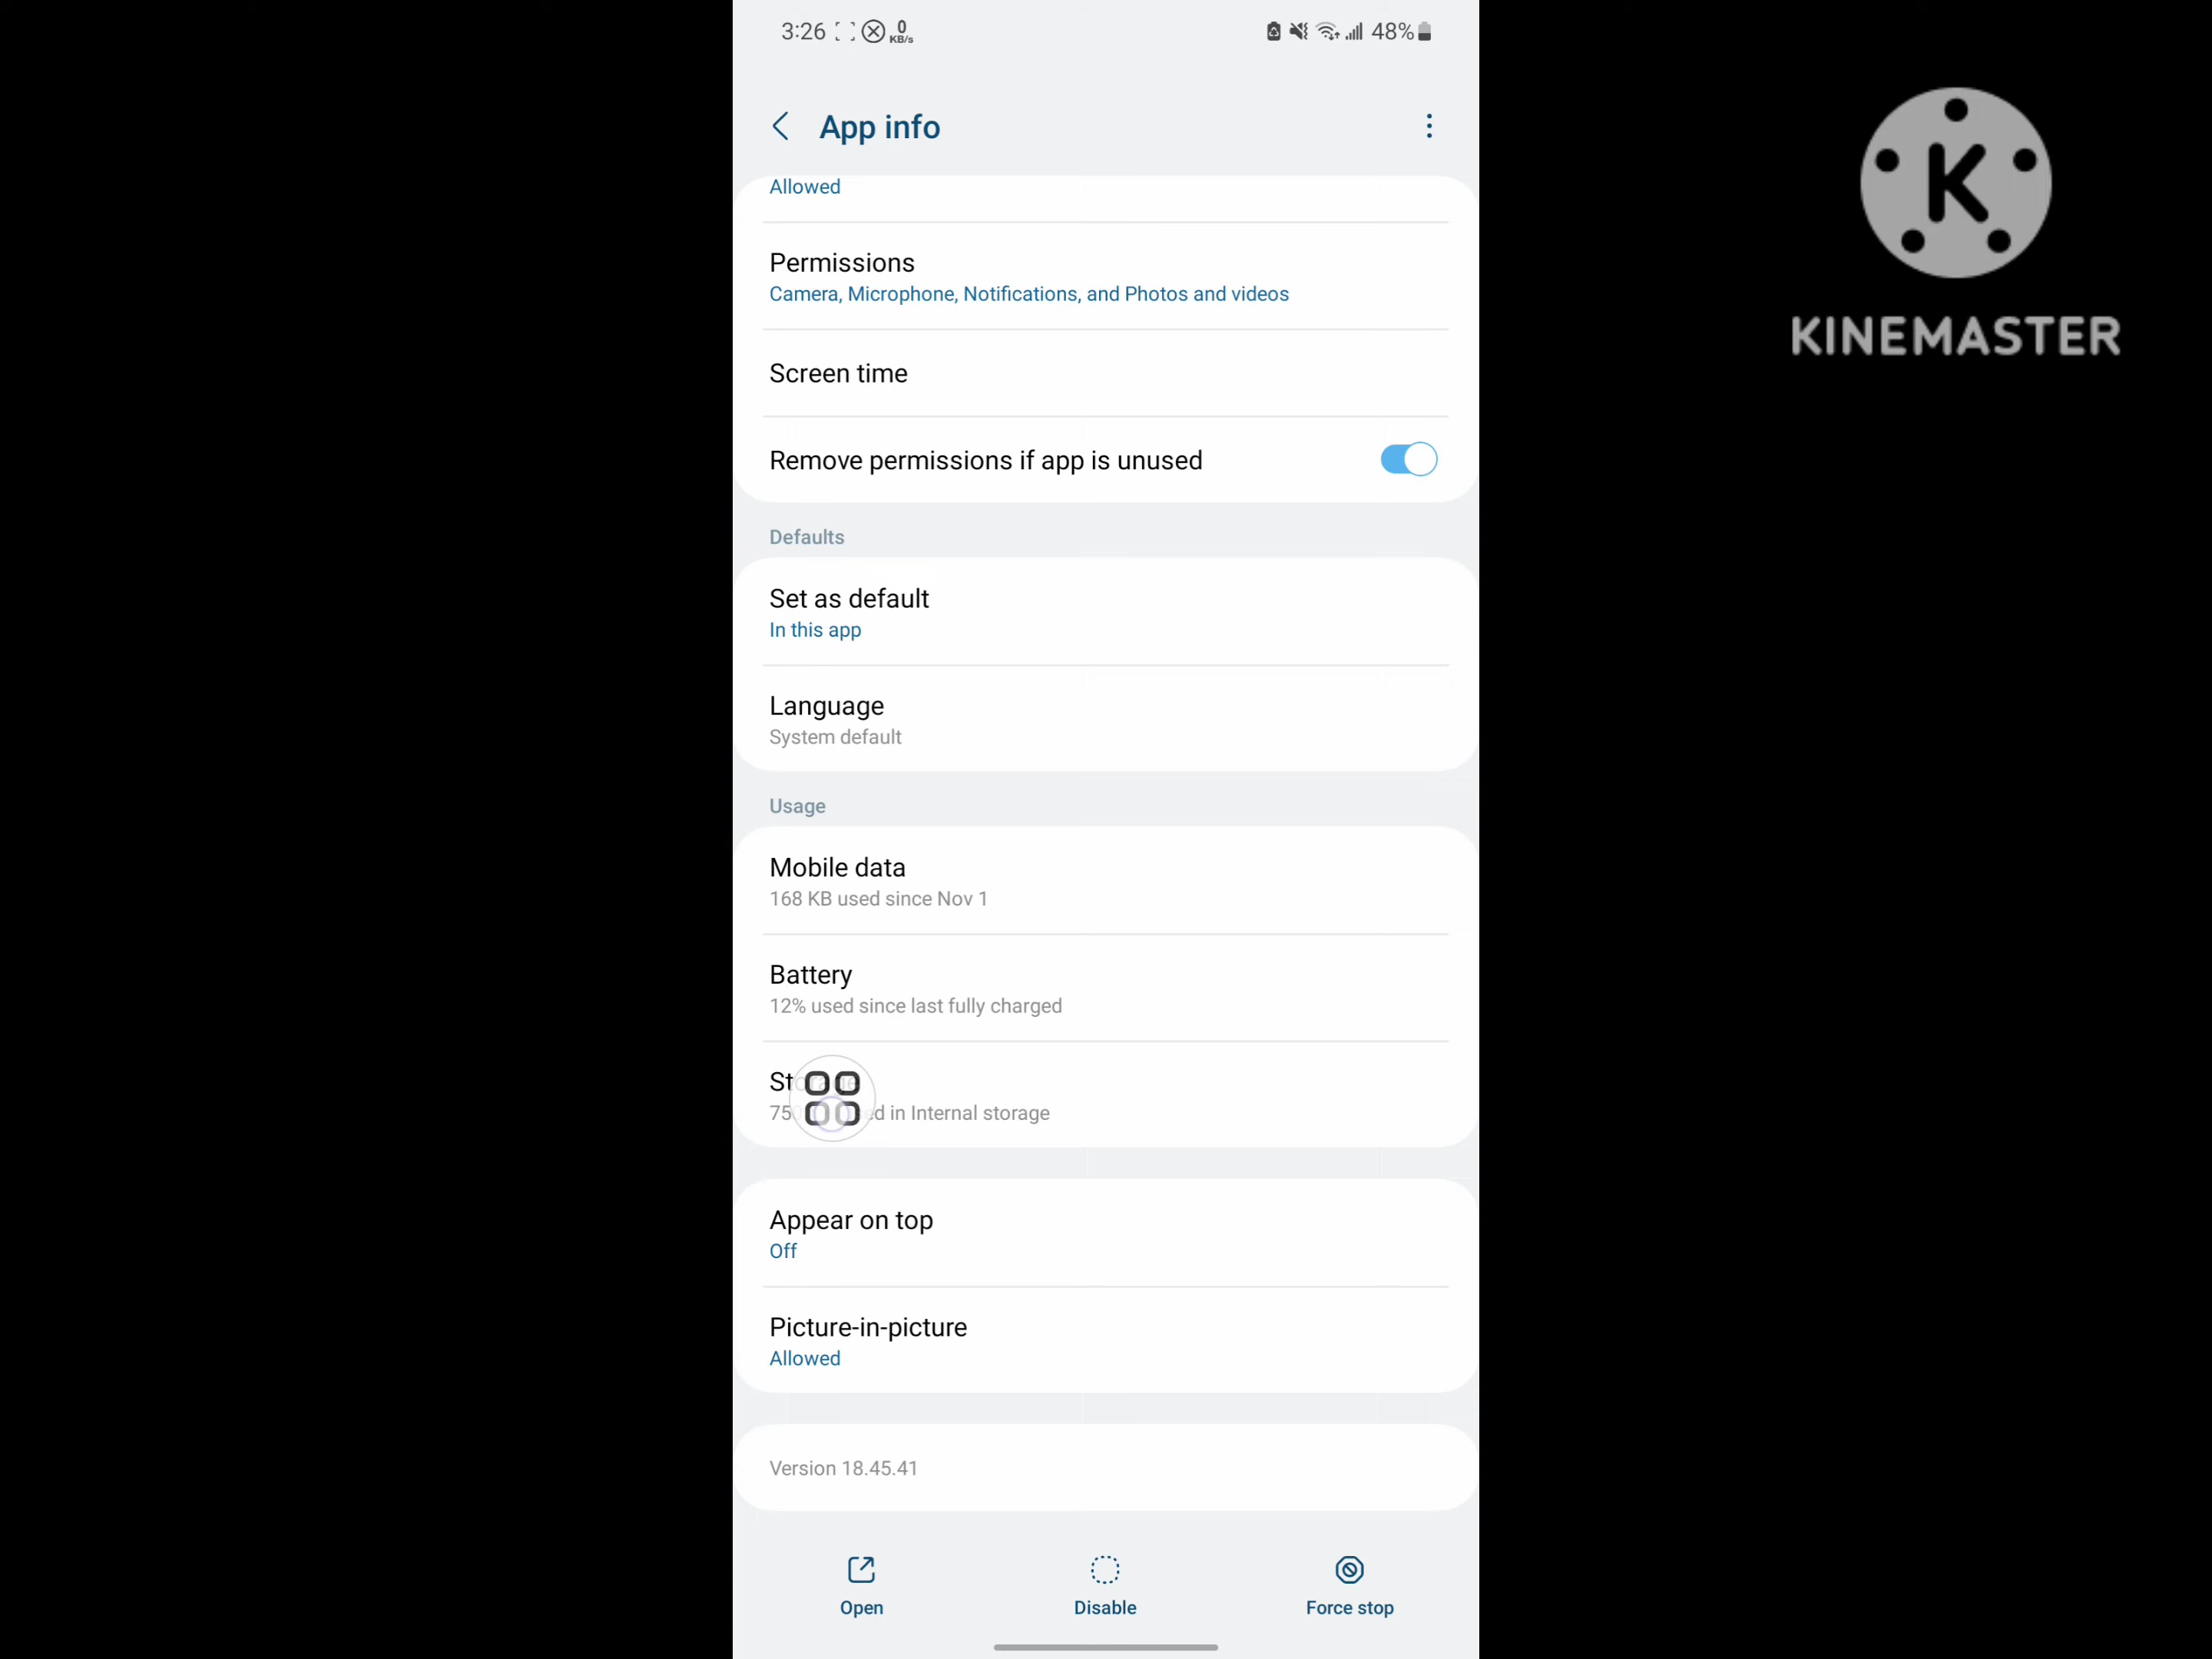 3:26
0
KB/s
48%
App info
K
KINEMASTER
Allowed
Permissions
Camera, Microphone, Notifications, and Photos and videos
Screen time
Remove permissions if app is unused
Defaults
Set as default
In this app
Language
System default
Usage
Mobile data
168 KB used since Nov 1
Battery
12% used since last fully charged
Storage
in Internal storage
Appear on top
Off
Picture-in-picture
Allowed
Version 18.45.41
Open
Disable
Force stop